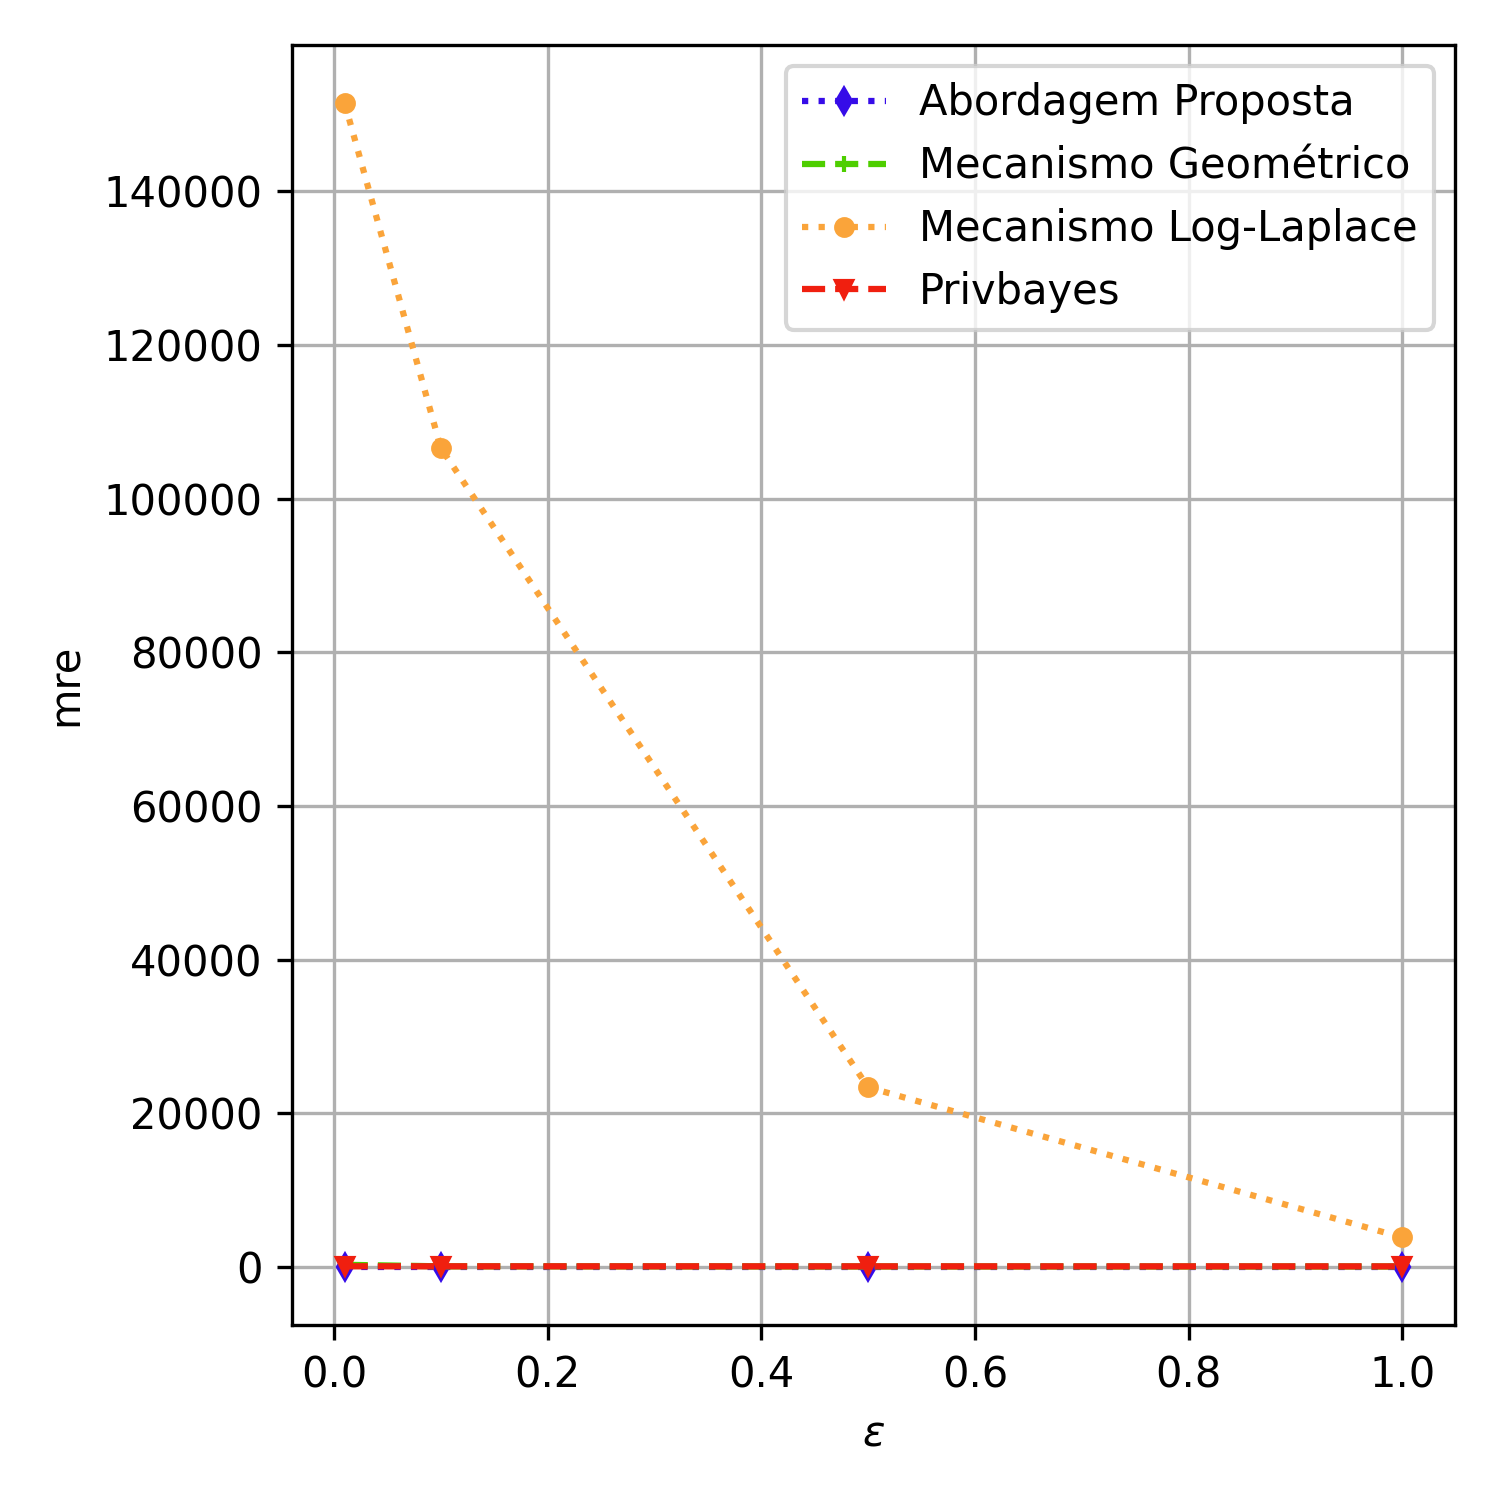 Abordagem Proposta
Mecanismo Geométrico
Mecanismo Log-Laplace
Privbayes
140000
120000
100000
80000
60000
40000
20000
0
mre
0.0 0.2 0.4 0.6 0.8 1.0
ε